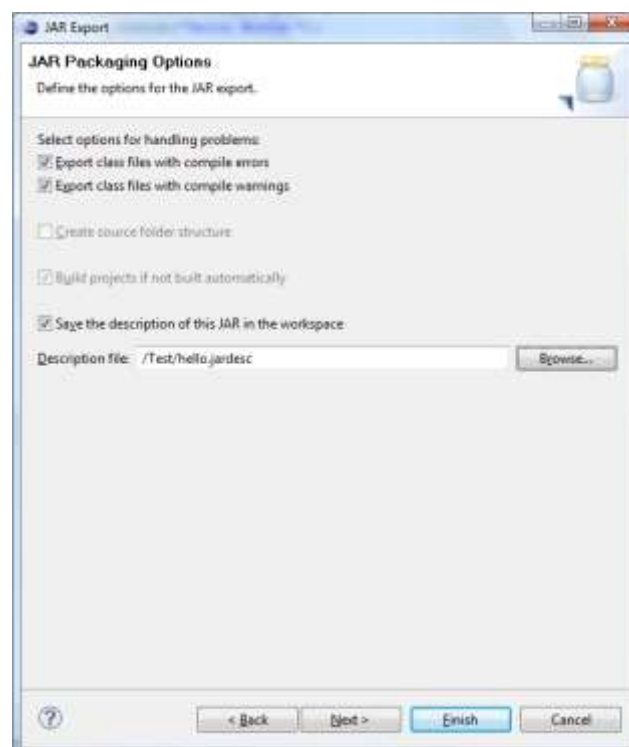 JAR Export
JAR Packaging Options
Define the options for the JAR export.
Select options for handling problems:
Export class files with compile errors
Export class files with compile warnings
Create source folder structure
Build projects if not built automatically
Save the description of this JAR in the workspace
Description file: /Test/hello.jardesc Browse...
? < Back Next > Finish Cancel